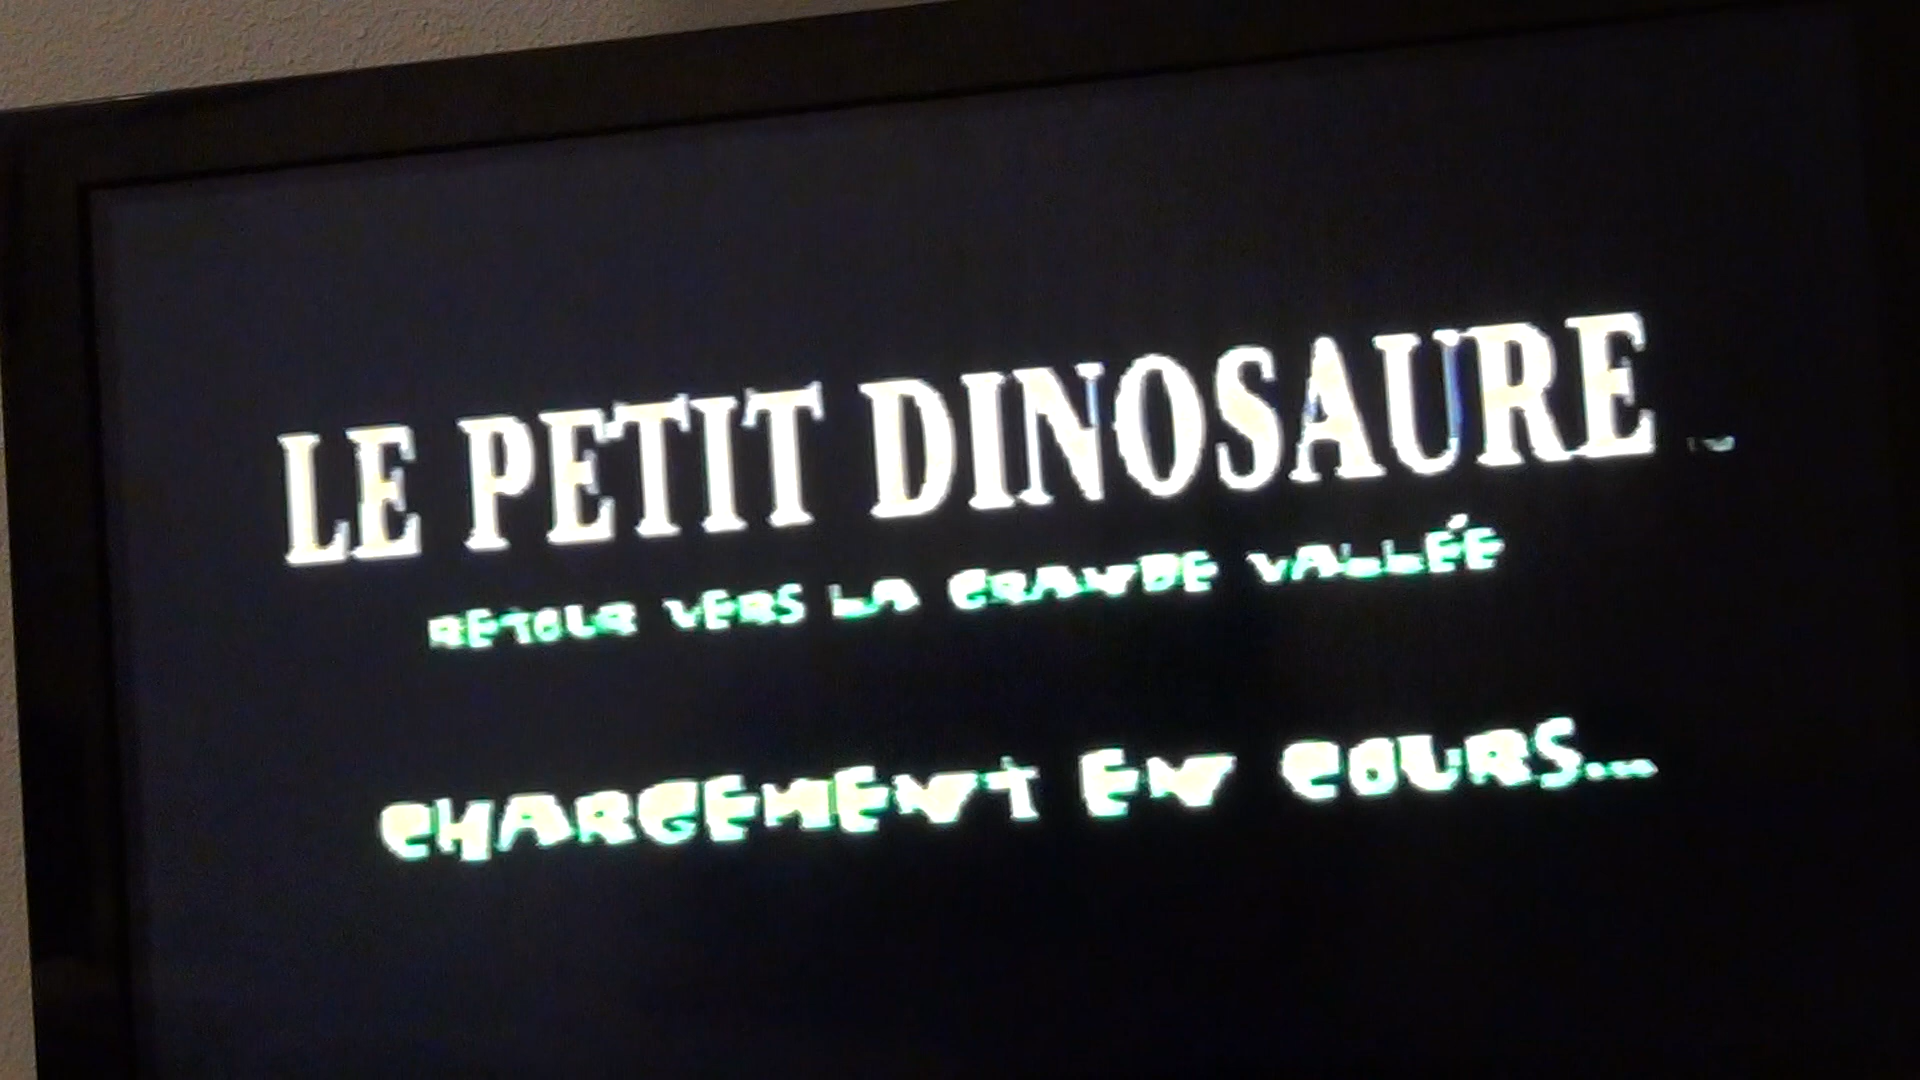 LE PETIT DINOSAURE
RETOUR VERS LA GRANDE VALLÉE
CHARGEMENT EN COURS...